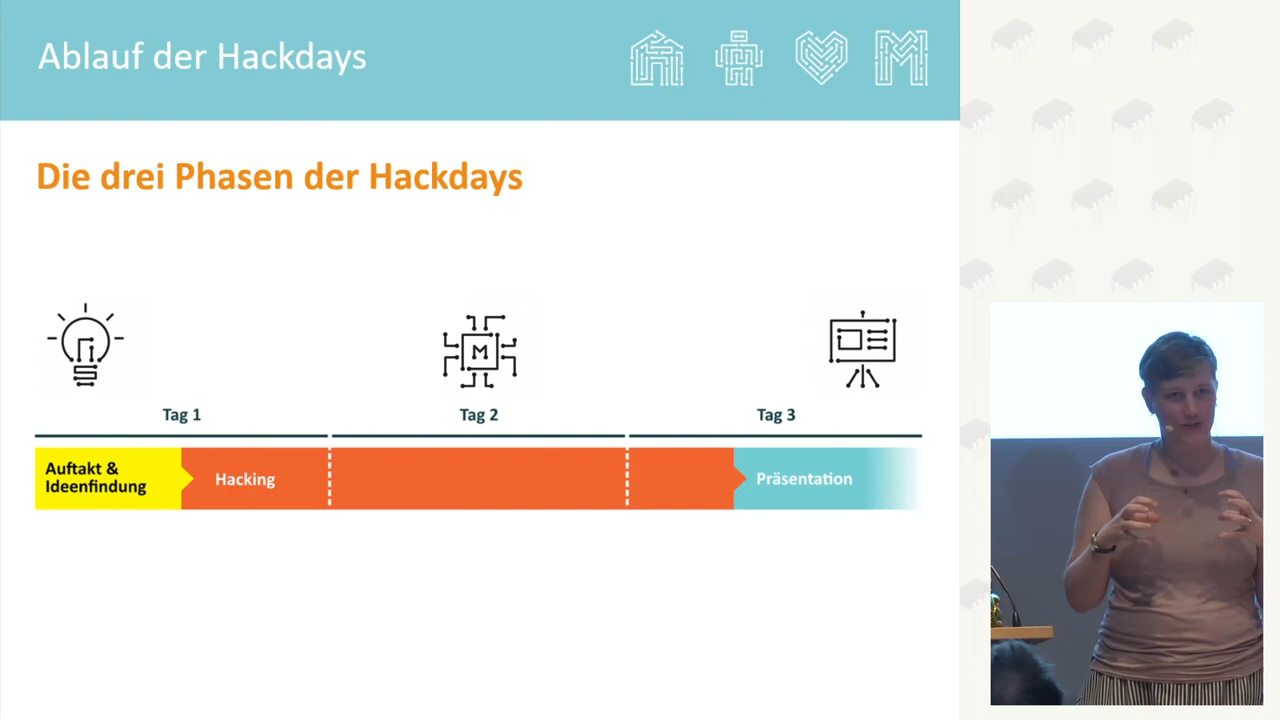 Ablauf der Hackdays
Die drei Phasen der Hackdays
M
Tag 1
Tag 2
Tag 3
Auftakt &
Ideenfindung
Hacking
Präsentation